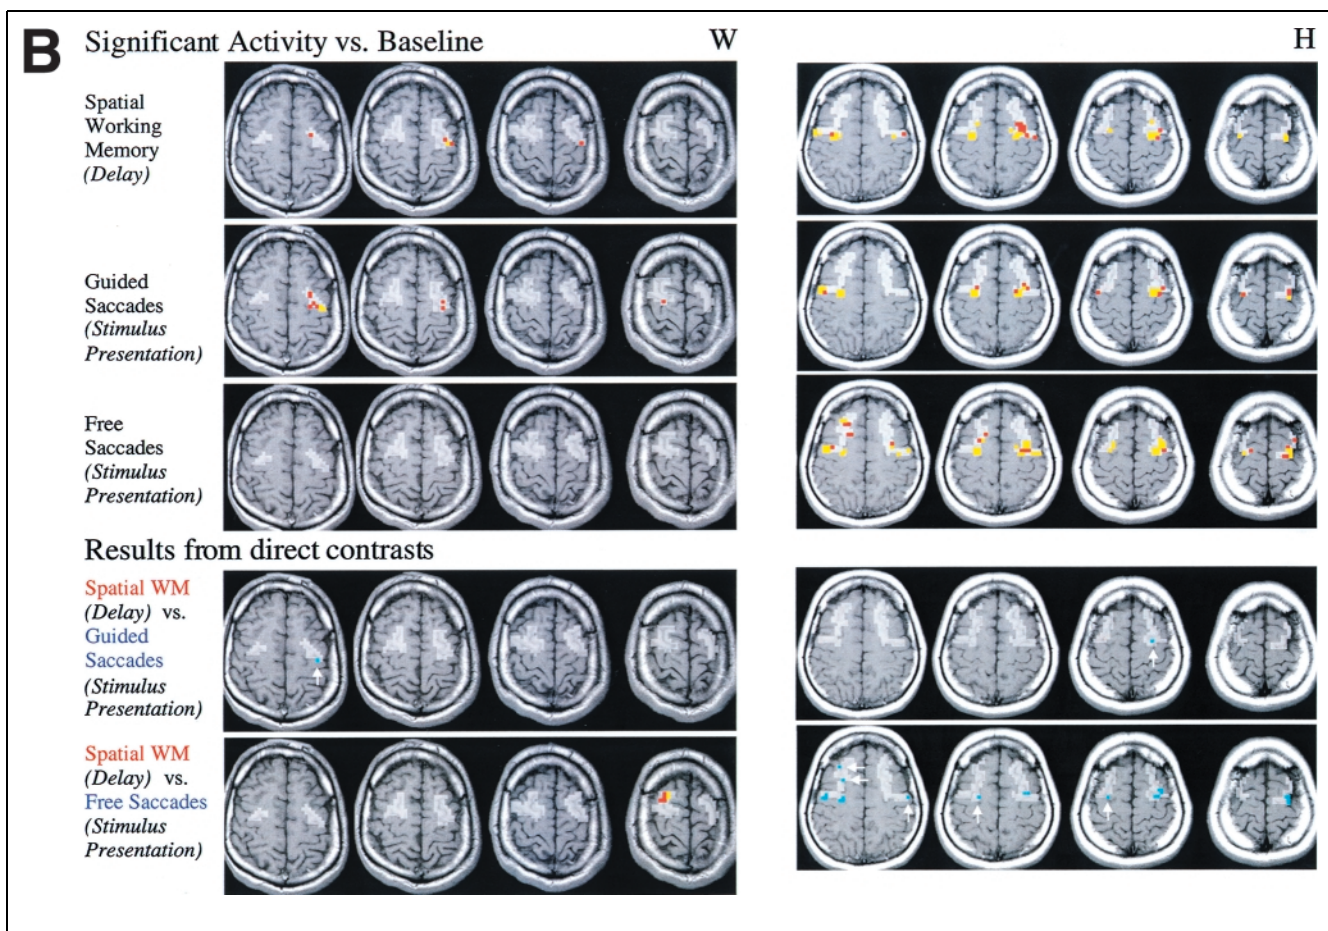 B
Significant Activity vs. Baseline
W
H
Spatial
Working
Memory
(Delay)
Guided
Saccades
(Stimulus
Presentation)
Free
Saccades
(Stimulus
Presentation)
Results from direct contrasts
Spatial WM
(Delay) vs.
Guided
Saccades
(Stimulus
Presentation)
Spatial WM
(Delay) vs.
Free Saccades
(Stimulus
Presentation)